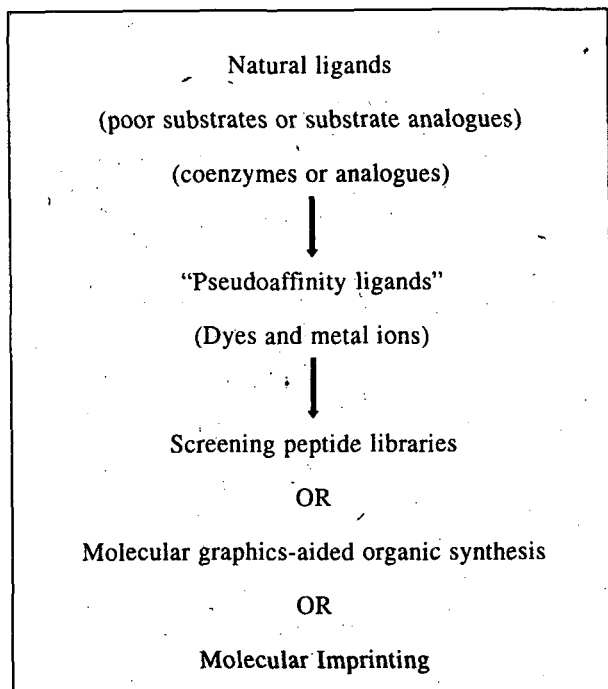 Natural ligands
(poor substrates or substrate analogues)
(coenzymes or analogues)
“Pseudoaffinity ligands”
(Dyes and metal ions)
Screening peptide libraries
OR
Molecular graphics-aided organic synthesis
OR
Molecular Imprinting